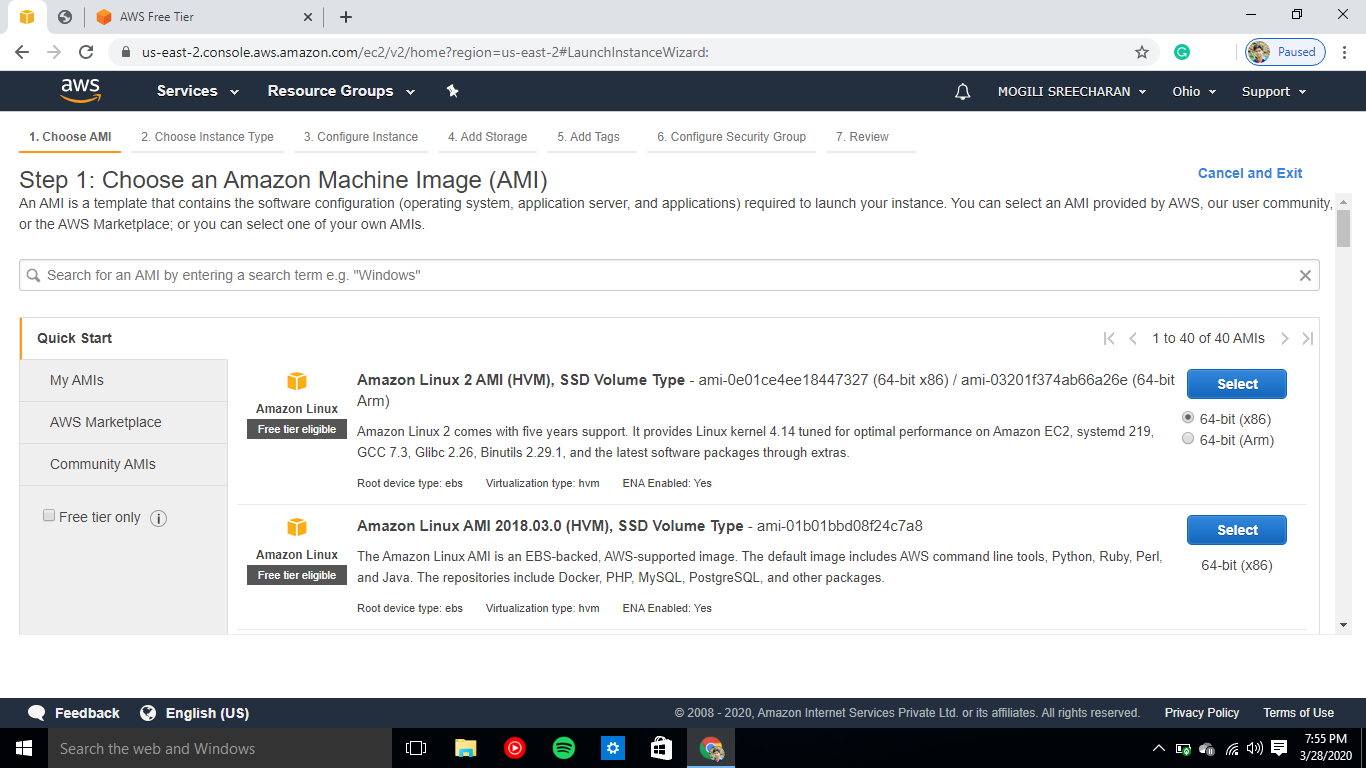 AWS Free Tier
us-east-2.console.aws.amazon.com/ec2/v2/home?region=us-east-2#LaunchInstanceWizard:
Paused
aws
Services
Resource Groups
MOGILI SREECHARAN
Ohio
Support
1. Choose AMI
2. Choose Instance Type
3. Configure Instance
4. Add Storage
5. Add Tags
6. Configure Security Group
7. Review
Step 1: Choose an Amazon Machine Image (AMI)
Cancel and Exit
An AMI is a template that contains the software configuration (operating system, application server, and applications) required to launch your instance. You can select an AMI provided by AWS, our user community,
or the AWS Marketplace; or you can select one of your own AMIs.
Search for an AMI by entering a search term e.g. "Windows"
Quick Start
1 to 40 of 40 AMIs
My AMIs
AWS Marketplace
Community AMIs
Free tier only
Amazon Linux
Free tier eligible
Amazon Linux 2 AMI (HVM), SSD Volume Type - ami-0e01ce4ee18447327 (64-bit x86) / ami-03201f374ab66a26e (64-bit
Arm)
Amazon Linux 2 comes with five years support. It provides Linux kernel 4.14 tuned for optimal performance on Amazon EC2, systemd 219,
GCC 7.3, Glibc 2.26, Binutils 2.29.1, and the latest software packages through extras.
Root device type: ebs
Virtualization type: hvm
ENA Enabled: Yes
Select
64-bit (x86)
64-bit (Arm)
Amazon Linux
Free tier eligible
Amazon Linux AMI 2018.03.0 (HVM), SSD Volume Type - ami-01b01bbd08f24c7a8
The Amazon Linux AMI is an EBS-backed, AWS-supported image. The default image includes AWS command line tools, Python, Ruby, Perl,
and Java. The repositories include Docker, PHP, MySQL, PostgreSQL, and other packages.
Root device type: ebs
Virtualization type: hvm
ENA Enabled: Yes
Select
64-bit (x86)
Feedback
English (US)
© 2008 - 2020, Amazon Internet Services Private Ltd. or its affiliates. All rights reserved.
Privacy Policy
Terms of Use
Search the web and Windows
7:55 PM
3/28/2020